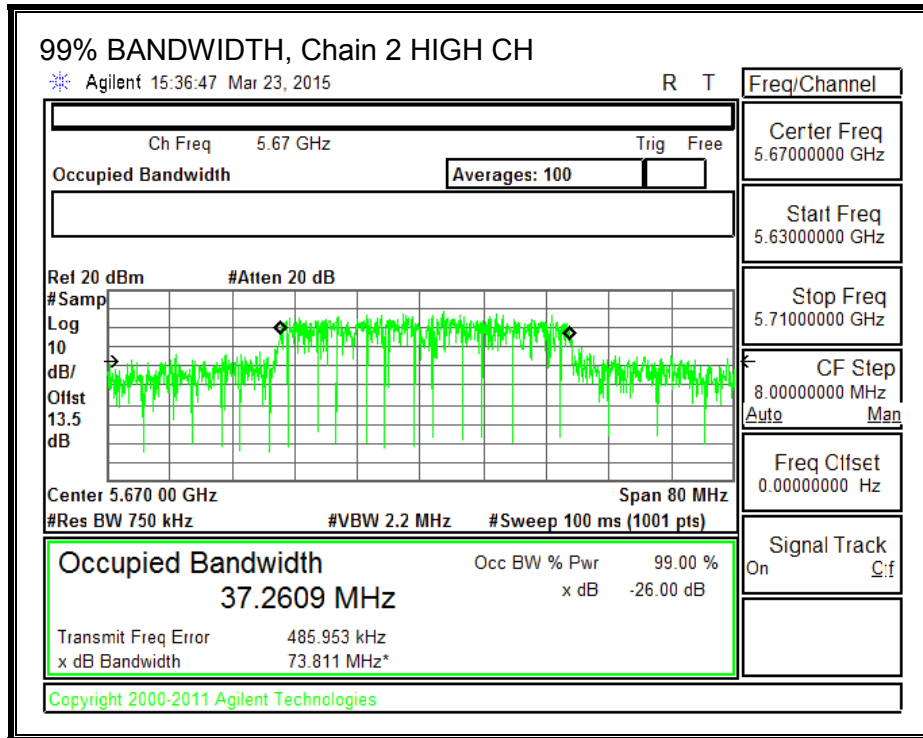 99% BANDWIDTH, Chain 2 HIGH CH
Agilent 15:36:47 Mar 23, 2015 R T
Freq/Channel
Ch Freq 5.67 GHz Trig Free
Occupied Bandwidth Averages: 100
Center Freq
5.67000000 GHz
Start Freq
5.63000000 GHz
Stop Freq
5.71000000 GHz
CF Step
8.00000000 MHz
Auto Man
Freq Offset
0.00000000 Hz
Signal Track
On Off
Ref 20 dBm #Atten 20 dB
#Samp
Log
10
dB/
Offst
13.5
dB
Center 5.670 00 GHz Span 80 MHz
#Res BW 750 kHz #VBW 2.2 MHz #Sweep 100 ms (1001 pts)
Occupied Bandwidth Occ BW % Pwr 99.00 %
37.2609 MHz x dB -26.00 dB
Transmit Freq Error 485.953 kHz
x dB Bandwidth 73.811 MHz*
Copyright 2000-2011 Agilent Technologies